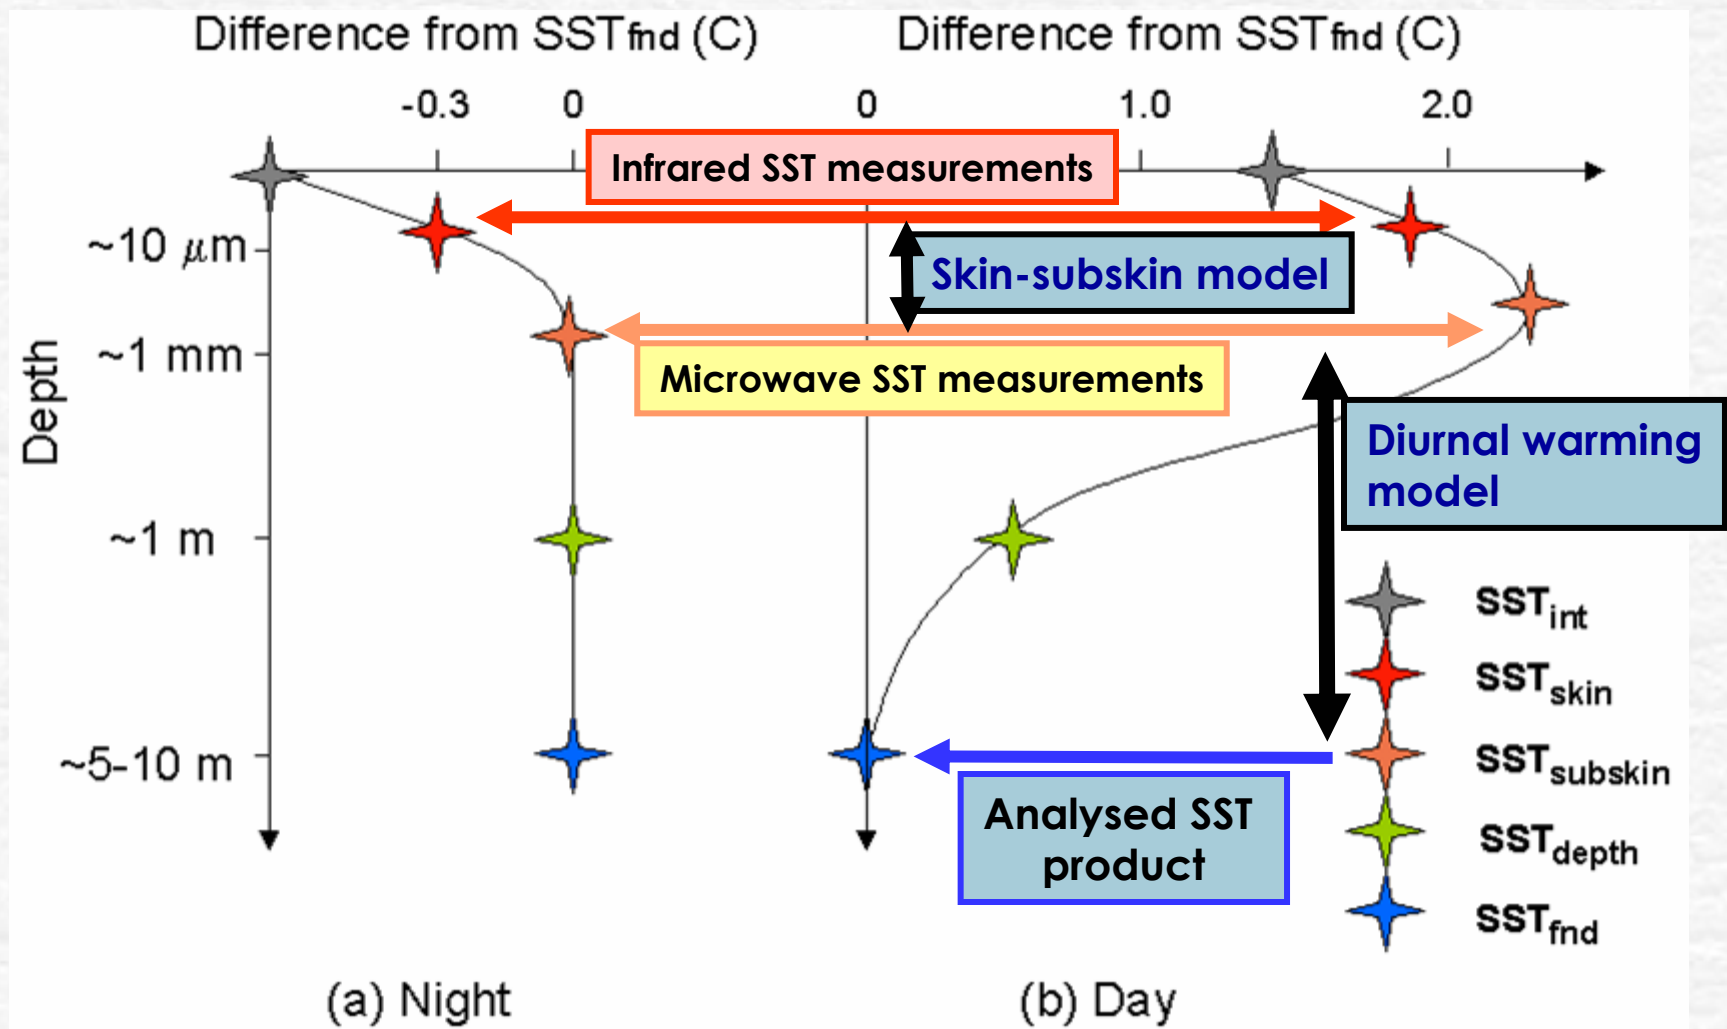 Difference from SSTfnd (C)
Difference from SSTfnd (C)
-0.3
0
0
1.0
2.0
Infrared SST measurements
~10 μm
Skin-subskin model
~1 mm
Microwave SST measurements
Depth
Diurnal warming
model
~1 m
SSTint
SSTskin
~5-10 m
SSTsubskin
Analysed SST
product
SSTdepth
SSTfnd
(a) Night
(b) Day